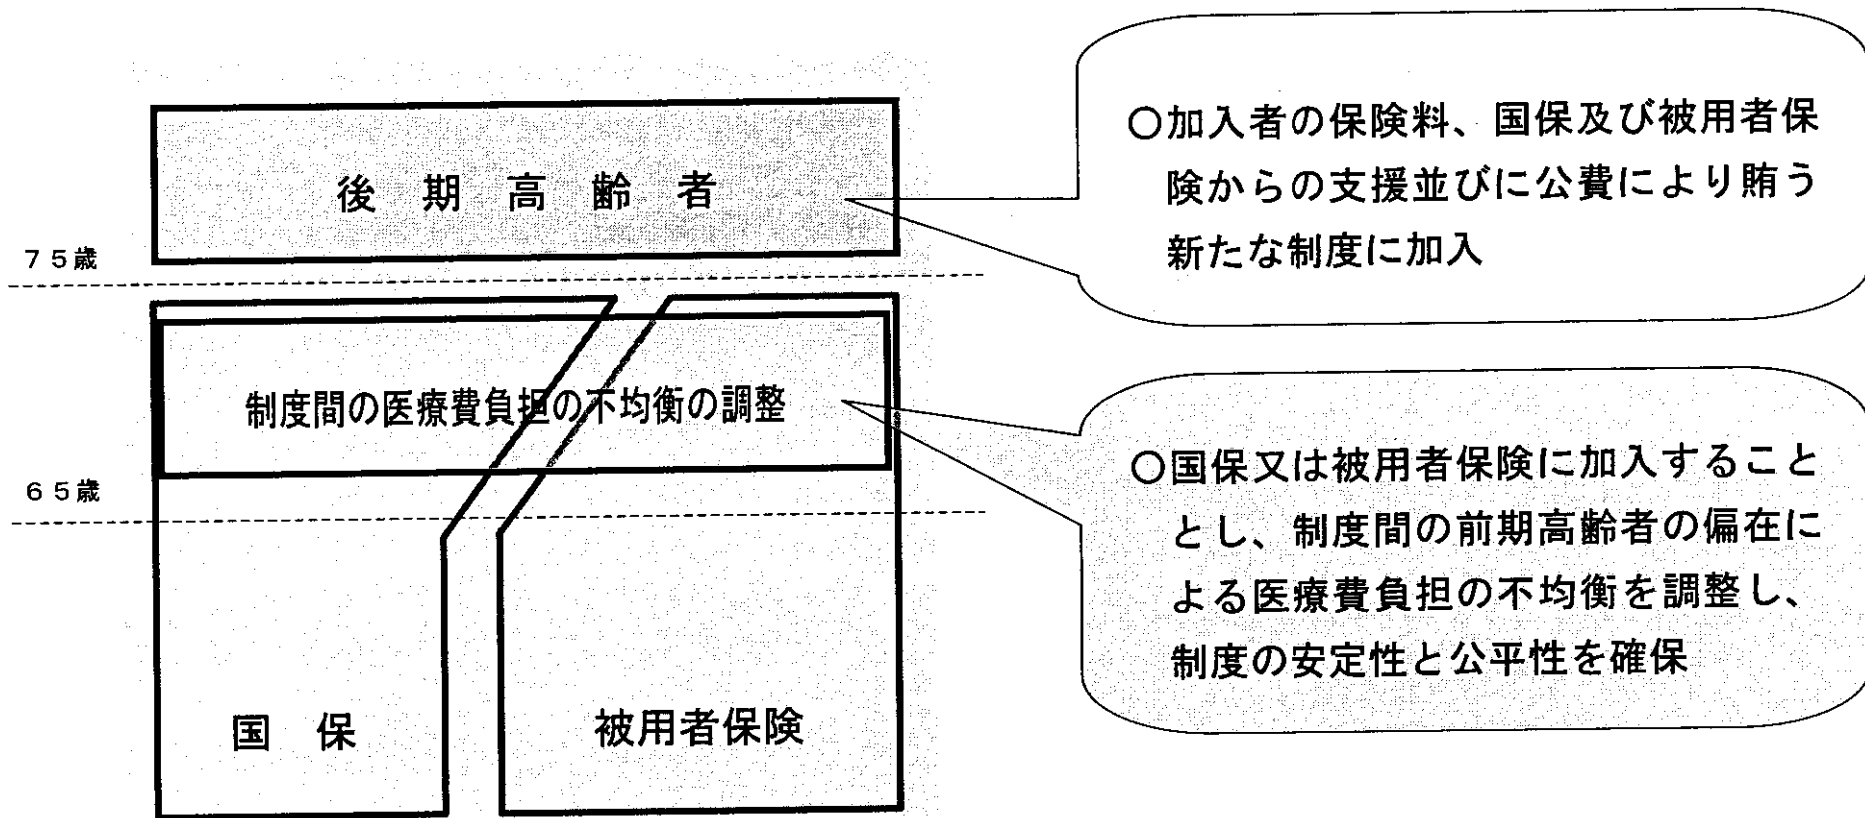 後期高齢者
○加入者の保険料、国保及び被用者保
険からの支援並びに公費により賄う
新たな制度に加入
75歳
制度間の医療費負担の不均衡の調整
65歳
○国保又は被用者保険に加入すること
とし、制度間の前期高齢者の偏在に
よる医療費負担の不均衡を調整し、
制度の安定性と公平性を確保
国保
被用者保険